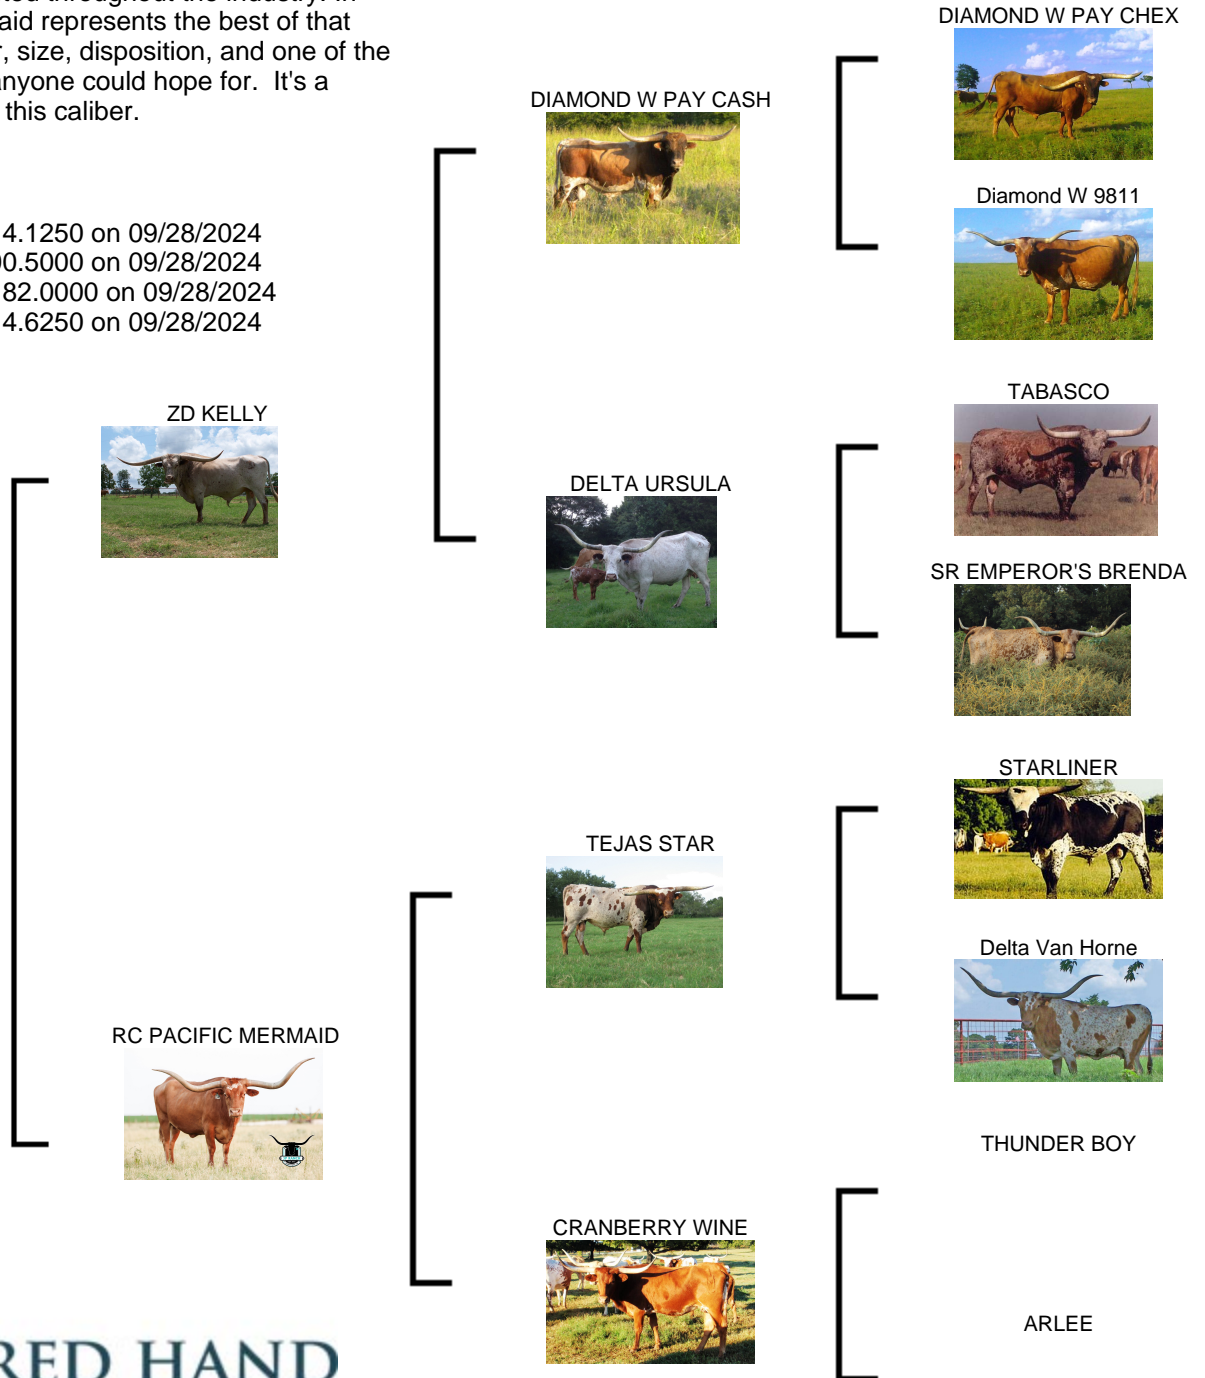 aid represents the best of that
, size, disposition, and one of the
anyone could hope for. It's a
this caliber.
4.1250 on 09/28/2024
0.5000 on 09/28/2024
82.0000 on 09/28/2024
4.6250 on 09/28/2024
DIAMOND W PAY CHEX
DIAMOND W PAY CASH
Diamond W 9811
TABASCO
ZD KELLY
DELTA URSULA
SR EMPEROR'S BRENDA
STARLINER
TEJAS STAR
Delta Van Horne
RC PACIFIC MERMAID
THUNDER BOY
CRANBERRY WINE
ARLEE
RED HAND